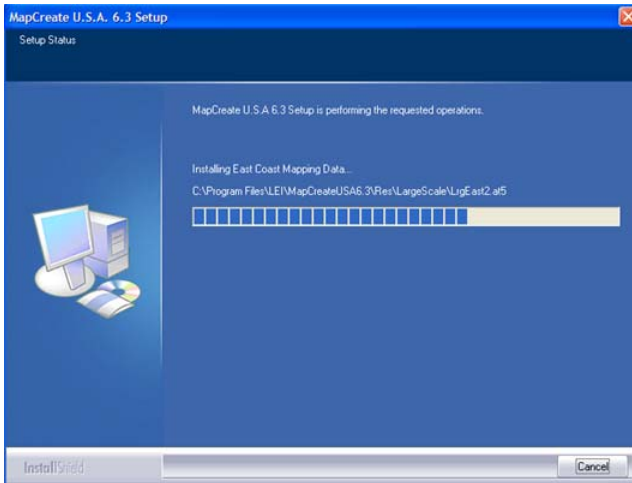 MapCreate U.S.A. 6.3 Setup
Setup Status
MapCreate U.S.A 6.3 Setup is performing the requested operations.
Installing East Coast Mapping Data...
C:\Program Files\LEI\MapCreateUSA6.3\Res\LargeScale\LrgEast2.at5
InstallShield
Cancel